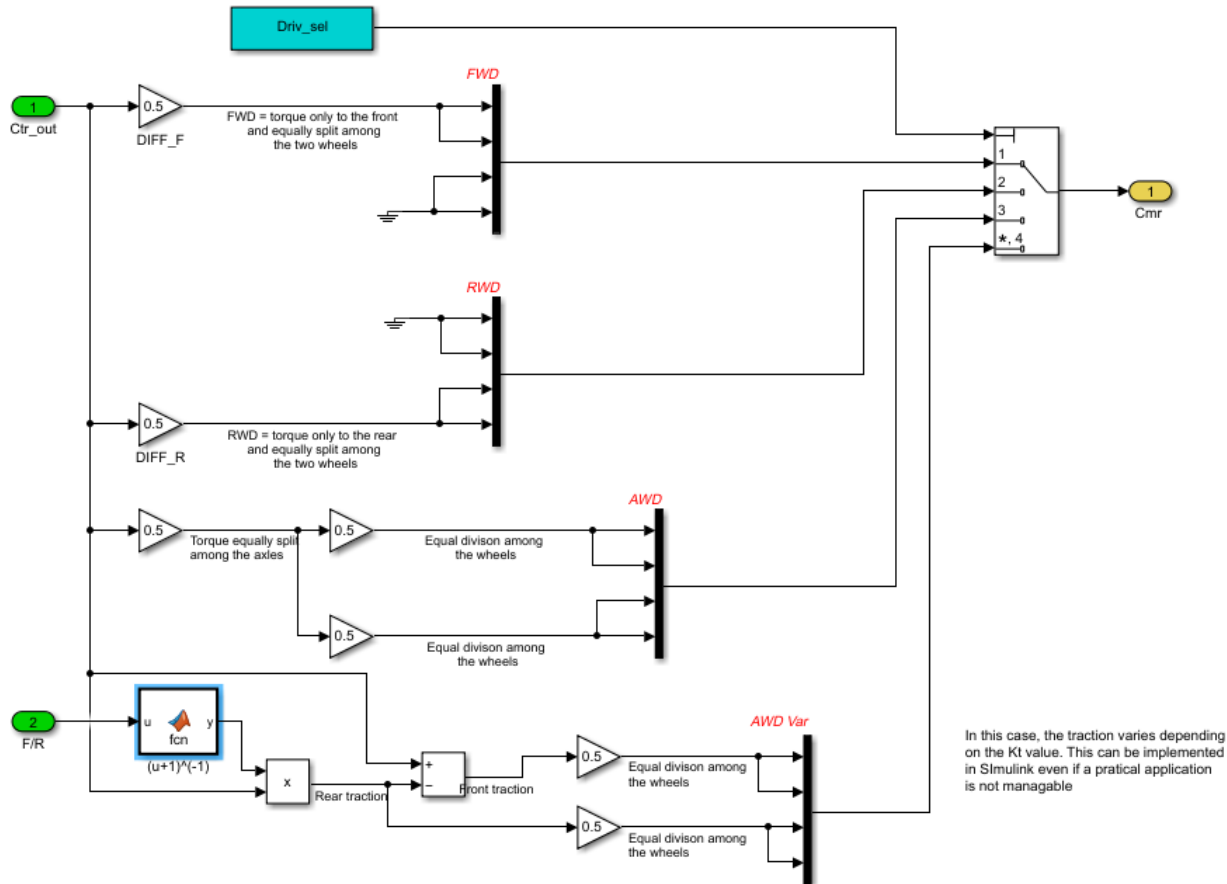 Driv_sel
FWD
1
Ctr_out
0.5
DIFF_F
FWD = torque only to the front
and equally split among
the two wheels
1
2
3
*, 4
1
Cmr
RWD
0.5
DIFF_R
RWD = torque only to the rear
and equally split among
the two wheels
AWD
0.5
Torque equally split
among the axles
0.5
Equal divison among
the wheels
0.5
Equal divison among
the wheels
2
F/R
u
y
fcn
(u+1)^(-1)
x
Rear traction
+
−
Front traction
AWD Var
0.5
Equal divison among
the wheels
0.5
Equal divison among
the wheels
In this case, the traction varies depending
on the Kt value. This can be implemented
in SImulink even if a pratical application
is not managable